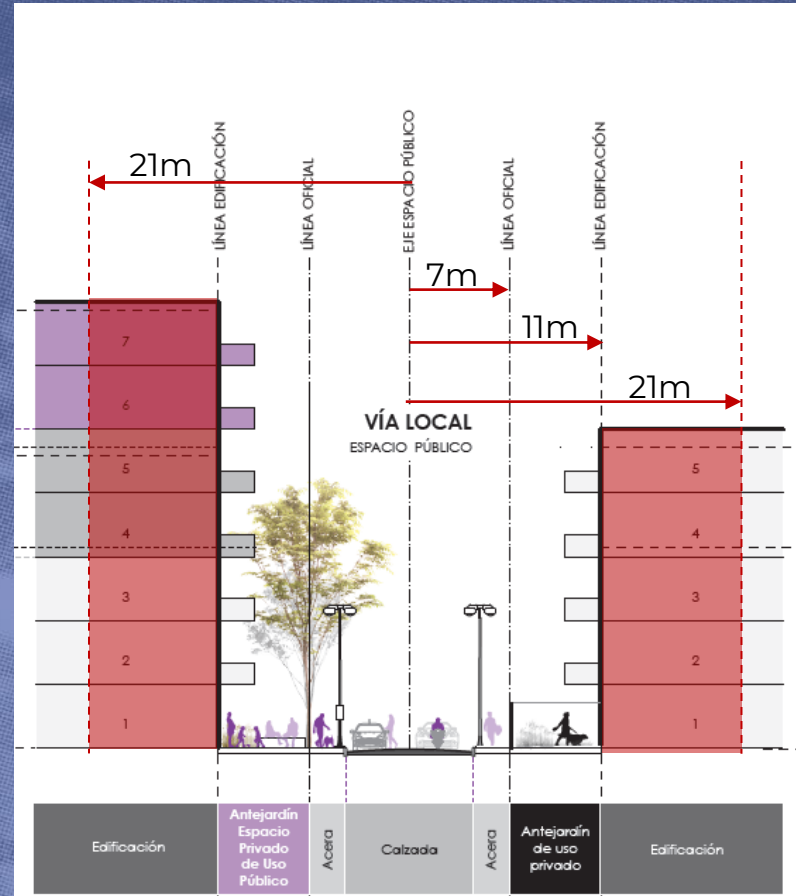 LÍNEA EDIFICACIÓN
LÍNEA OFICIAL
EJE ESPACIO PÚBLICO
LÍNEA OFICIAL
LÍNEA EDIFICACIÓN
21m
7m
11m
21m
VÍA LOCAL
ESPACIO PÚBLICO
7
6
5
4
3
2
1
5
4
3
2
1
Edificación
Antejardín
Espacio
Privado
de Uso
Público
Acera
Calzada
Acera
Antejardín
de uso
privado
Edificación